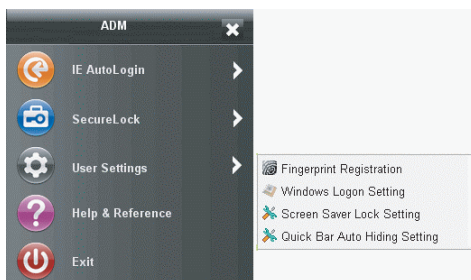 ADM
IE AutoLogin
SecureLock
User Settings
Fingerprint Registration
Windows Logon Setting
Screen Saver Lock Setting
Quick Bar Auto Hiding Setting
Help & Reference
Exit